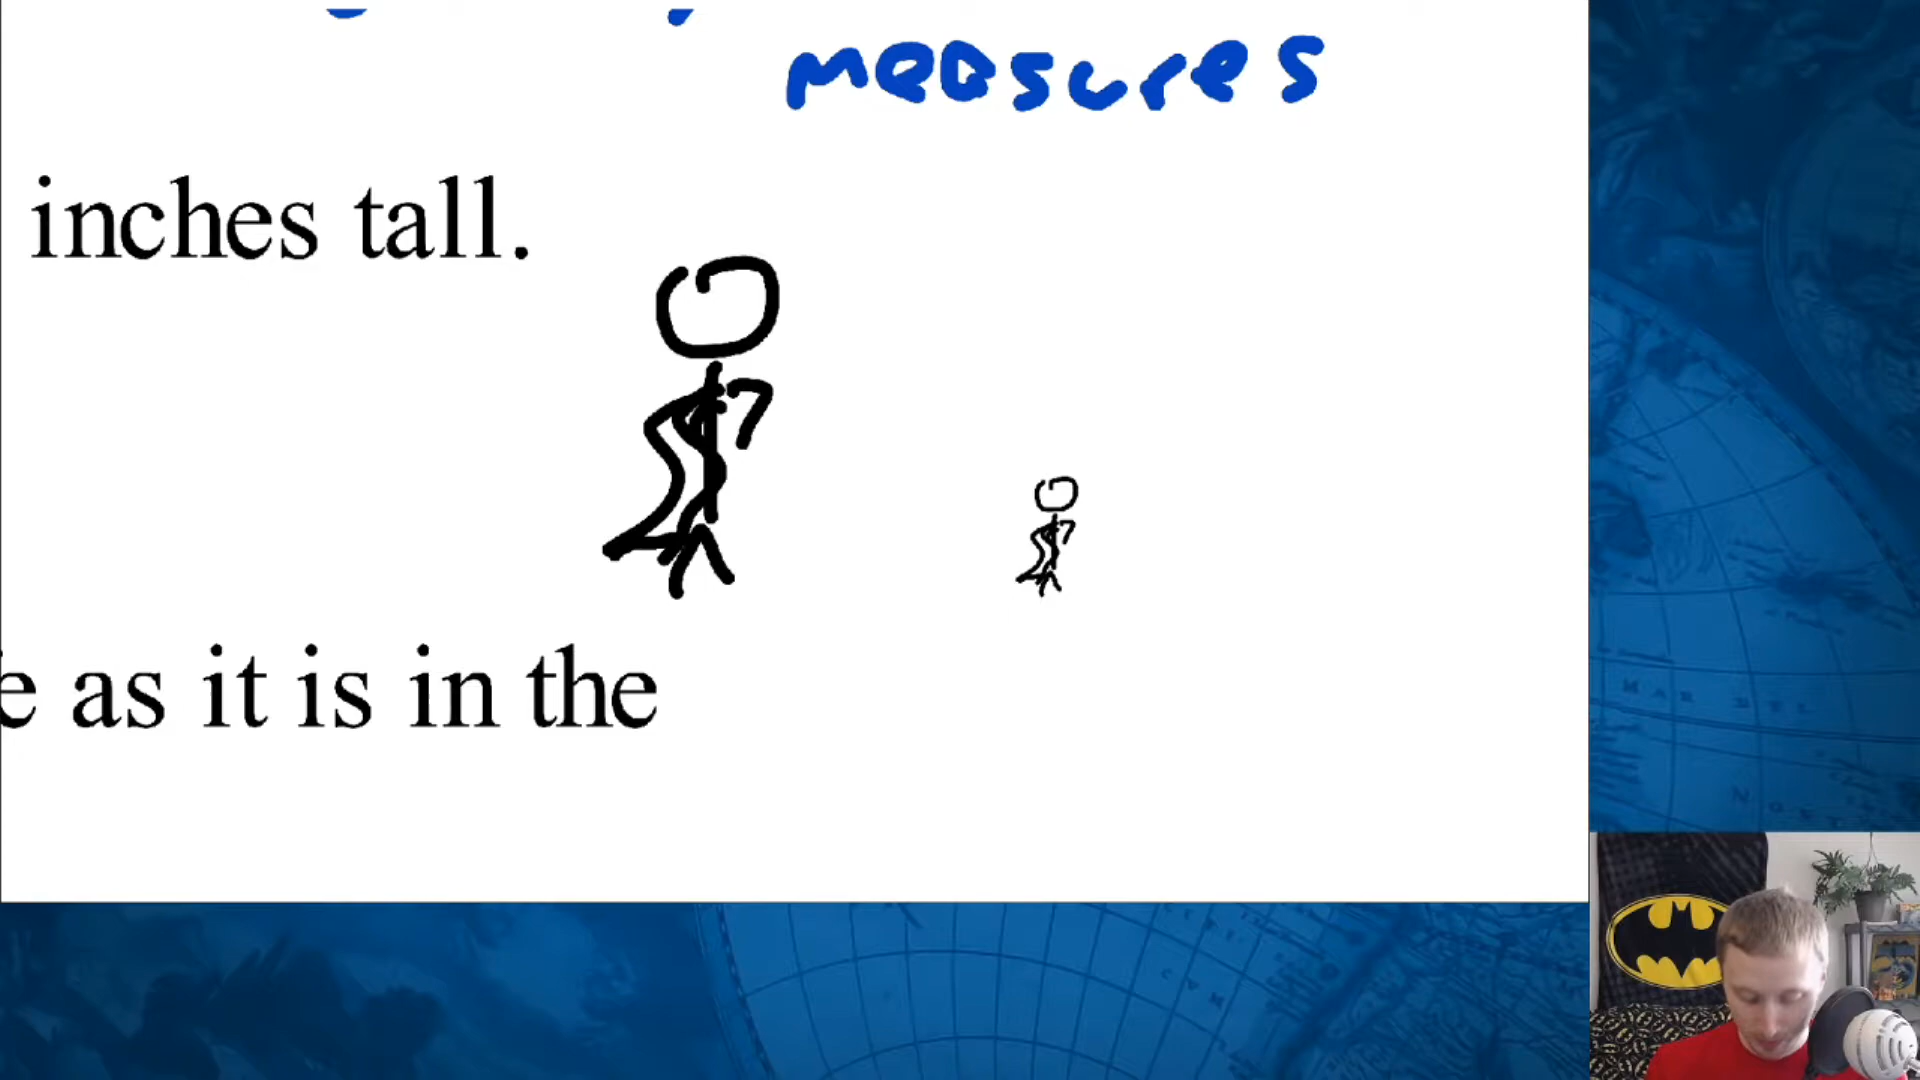 measures
inches tall.
e as it is in the